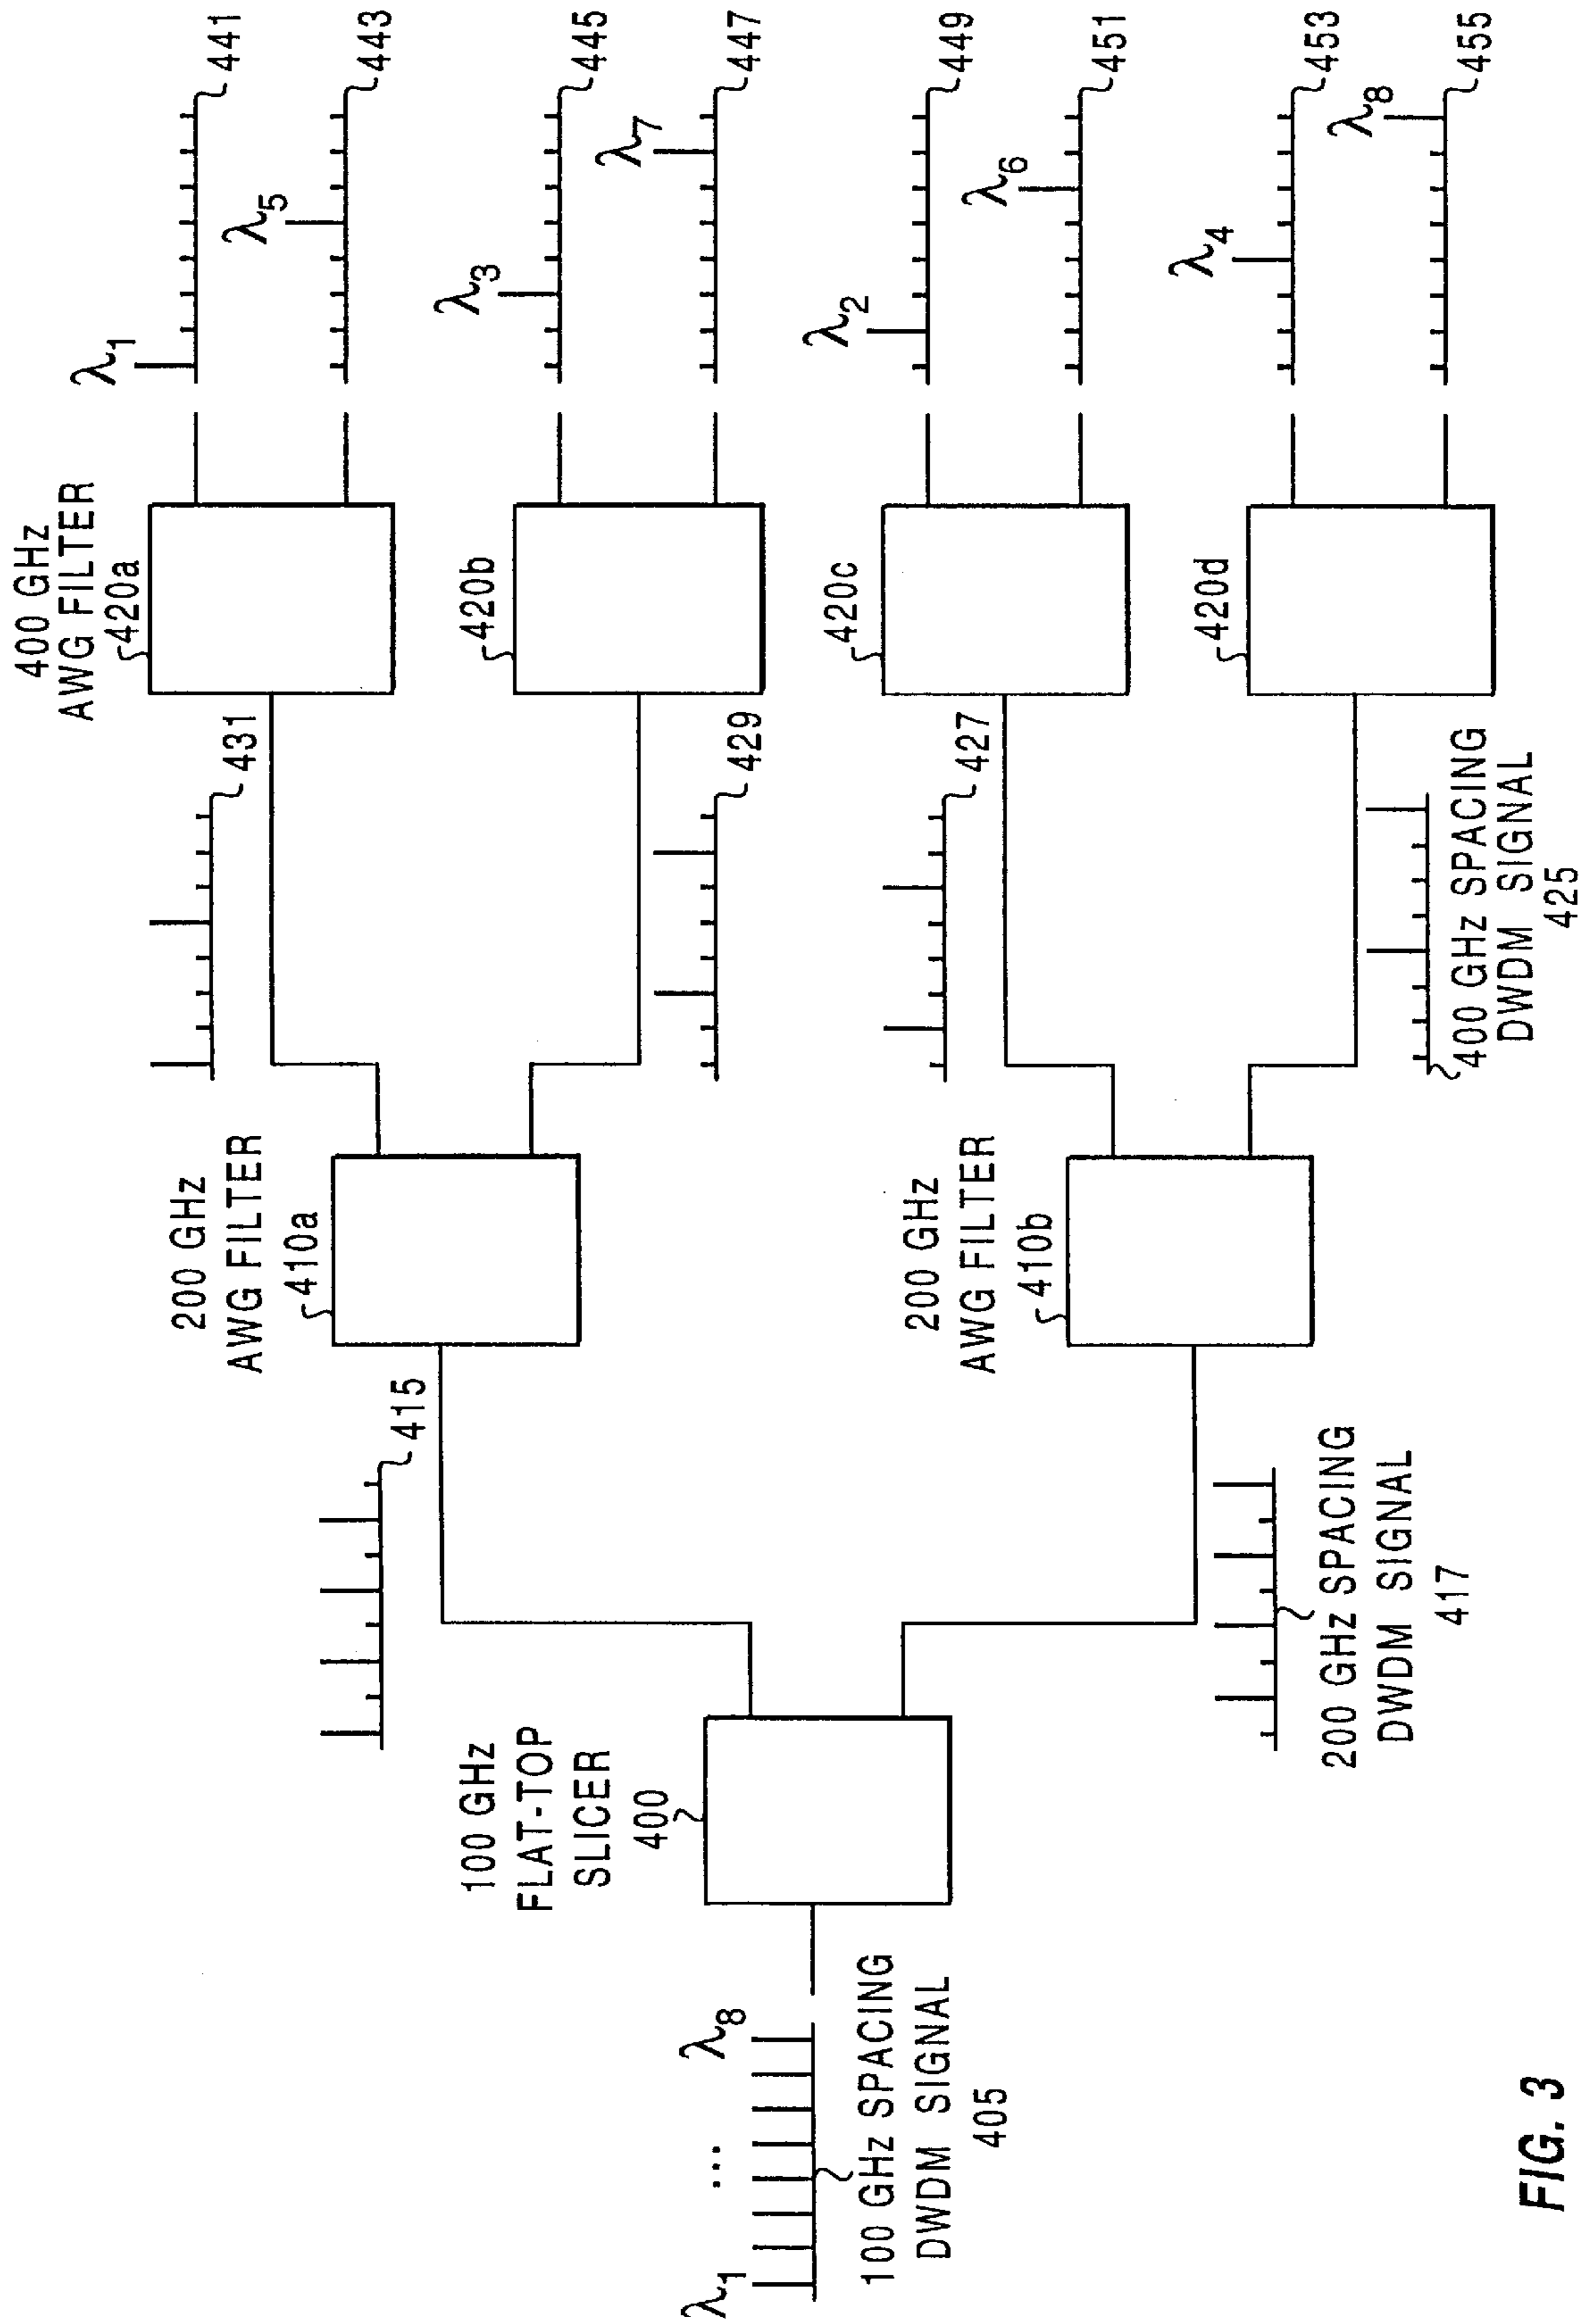 λ1
...
λ8
100 GHz SPACING
DWDM SIGNAL
405
100 GHz
FLAT-TOP
SLICER
400
415
200 GHz SPACING
DWDM SIGNAL
417
200 GHz
AWG FILTER
410a
200 GHz
AWG FILTER
410b
431
429
427
400 GHz SPACING
DWDM SIGNAL
425
400 GHz
AWG FILTER
420a
420b
420c
420d
λ1
441
λ5
443
λ3
445
λ7
447
λ2
449
λ6
451
λ4
453
λ8
455
FIG. 3